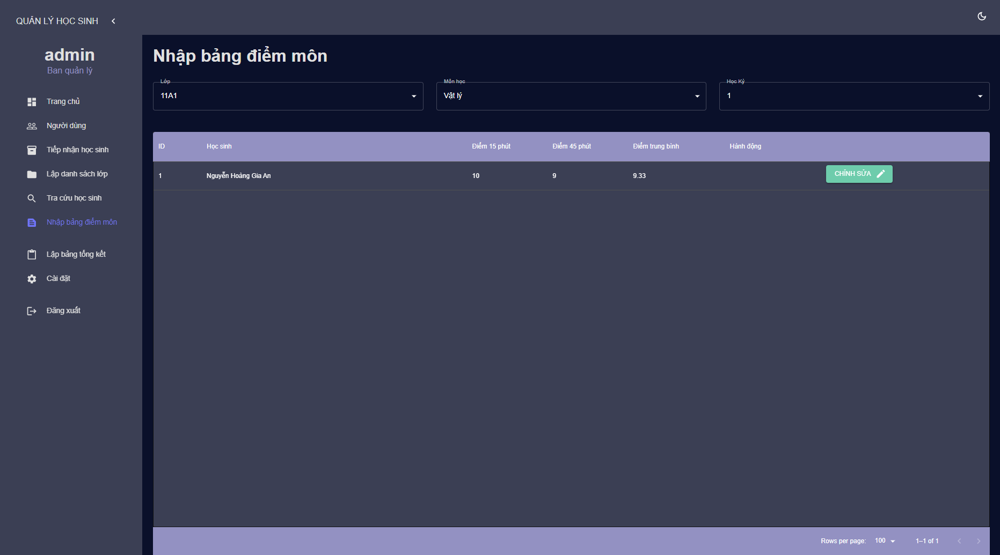 QUẢN LÝ HỌC SINH
admin
Ban quản lý
Trang chủ
Người dùng
Tiếp nhận học sinh
Lập danh sách lớp
Tra cứu học sinh
Nhập bảng điểm môn
Lập bảng tổng kết
Cài đặt
Đăng xuất
Nhập bảng điểm môn
Lớp
11A1
Môn học
Vật lý
Học Kỳ
1
ID Học sinh Điểm 15 phút Điểm 45 phút Điểm trung bình Hành động
1 Nguyễn Hoàng Gia An 10 9 9.33 CHỈNH SỬA
Rows per page: 100 1–1 of 1